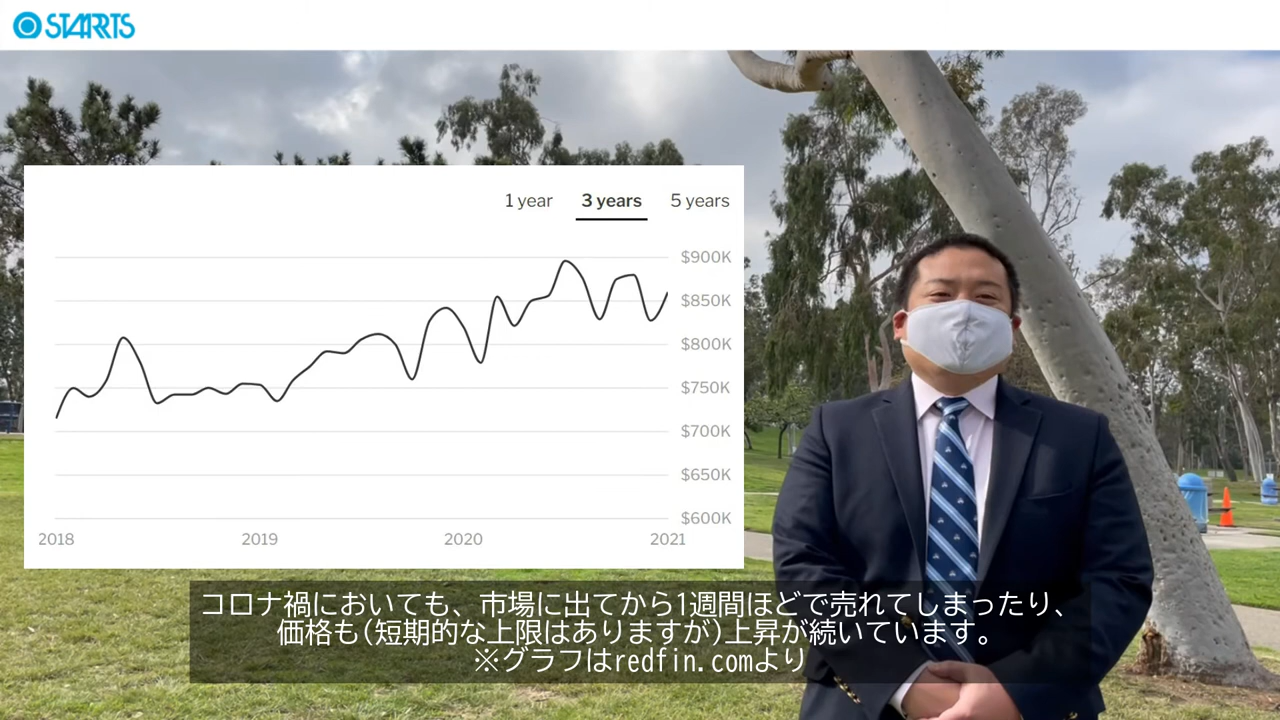 STARTS
1 year 3 years 5 years
$900K
$850K
$800K
$750K
$700K
$650K
$600K
2018 2019 2020 2021
コロナ禍においても、市場に出てから1週間ほどで売れてしまったり、
価格も(短期的な上限はありますが)上昇が続いています。
※グラフはredfin.comより